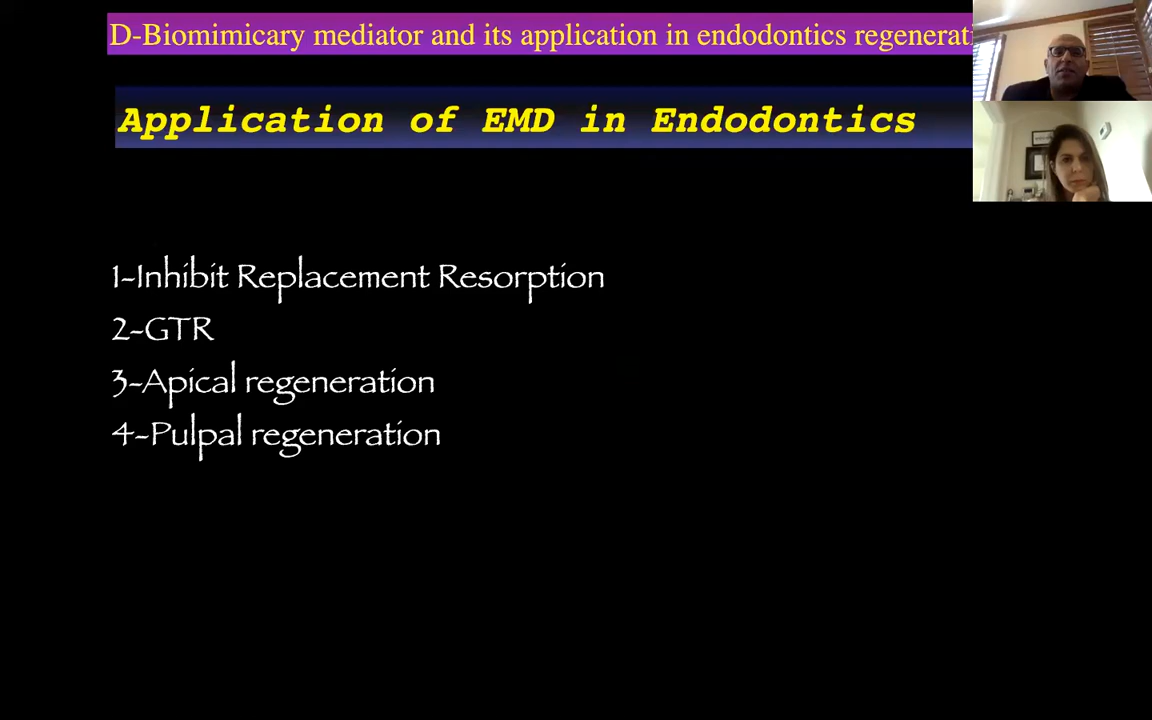 D-Biomimicary mediator and its application in endodontics
Application of EMD in Endodontics
1-Inhibit Replacement Resorption
2-GTR
3-Apical regeneration
4-Pulpal regeneration